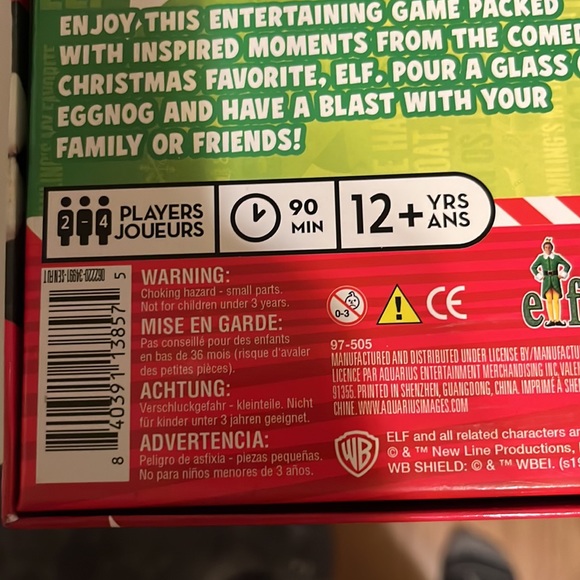 ENJOY THIS ENTERTAINING GAME PACKED
WITH INSPIRED MOMENTS FROM THE
CHRISTMAS FAVORITE, ELF. POUR A GLASS
EGGNOG AND HAVE A BLAST WITH YOUR
FAMILY OR FRIENDS!
2 - 4 PLAYERS
JOUEURS
90
MIN
12+ YRS
ANS
8 40391 13857 5
WARNING:
Choking hazard - small parts.
Not for children under 3 years.
MISE EN GARDE:
Pas conseillé pour des enfants
en bas de 36 mois (risque d'avaler
des petites pièces).
ACHTUNG:
Verschluckgefahr - kleinteile. Nicht
für kinder unter 3 jahren geeignet.
ADVERTENCIA:
Peligro de asfixia - piezas pequeñas.
No para niños menores de 3 años.
0-3
CE
elf
97-505
MANUFACTURED AND DISTRIBUTED UNDER LICENSE BY/
LICENCE PAR AQUARIUS ENTERTAINMENT MERCHANDISING INC,
91355. PRINTED IN SHENZHEN, GUANGDONG, CHINA. IMPRIMÉ À
CHINE. WWW.AQUARIUSIMAGES.COM
WB
ELF and all related characters
© & ™ New Line Productions,
WB SHIELD: © & ™ WBEI.